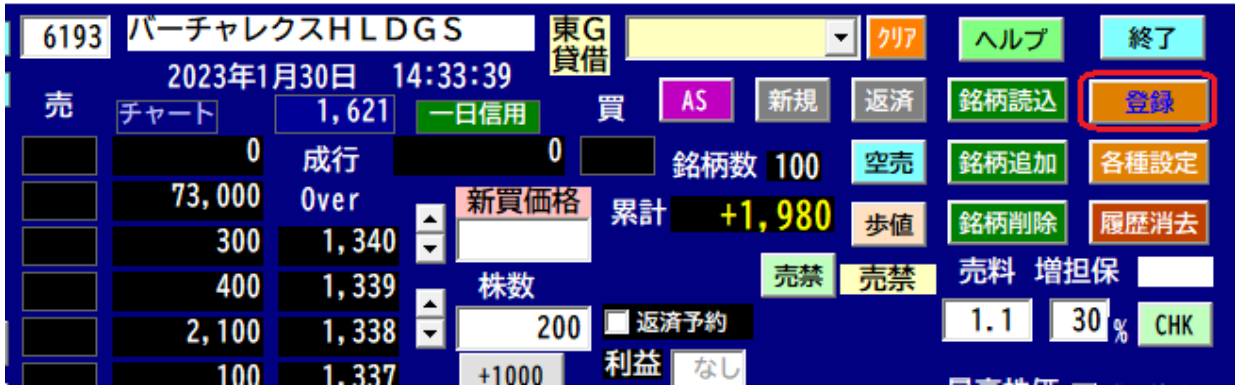 6193 バーチャレクスHLDGS 東G クリア ヘルプ 終了
貸借
2023年1月30日 14:33:39
売 チャート 1,621 一日信用 買 AS 新規 返済 銘柄読込 登録
0 成行 0 銘柄数 100 空売 銘柄追加 各種設定
73,000 Over 新買価格 累計 +1,980 歩値 銘柄削除 履歴消去
300 1,340
400 1,339 株数 売禁 売禁 売料 増担保
2,100 1,338 200 返済予約 1.1 30 % CHK
100 1,337 +1000 利益 なし